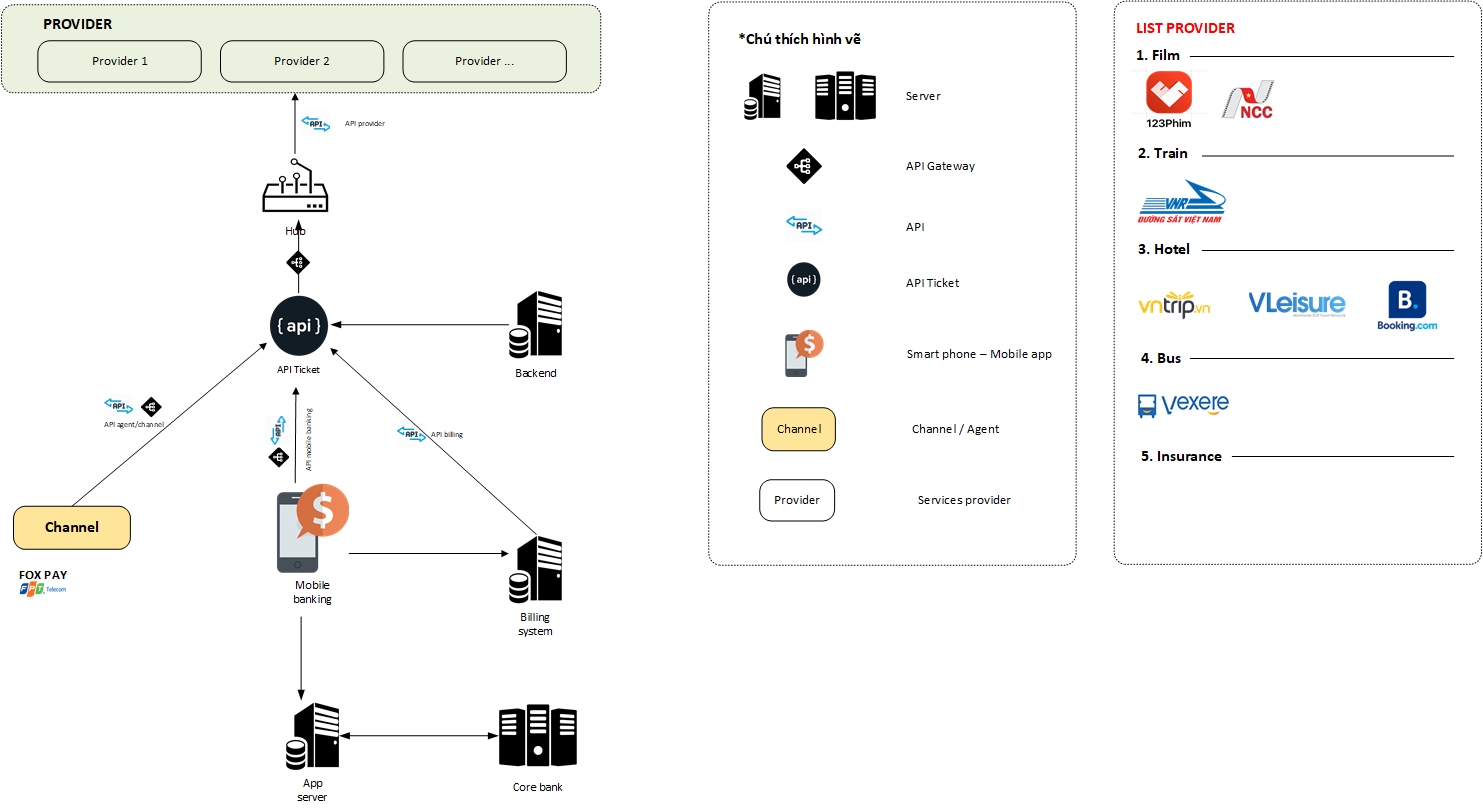 PROVIDER
Provider 1
Provider 2
Provider ...
API
API provider
Hub
{ api }
API Ticket
Backend
API
API agent/channel
API
API mobile banking
API
API billing
Channel
FOX PAY
FPT Telecom
$
Mobile
banking
Billing
system
App
server
Core bank
*Chú thích hình vẽ
Server
API Gateway
API
API
{ api }
API Ticket
$
Smart phone – Mobile app
Channel
Channel / Agent
Provider
Services provider
LIST PROVIDER
1. Film
123Phim
NCC
2. Train
VNR
ĐƯỜNG SẮT VIỆT NAM
3. Hotel
vntrip.vn
VLeisure
B.
Booking.com
4. Bus
vexere
5. Insurance